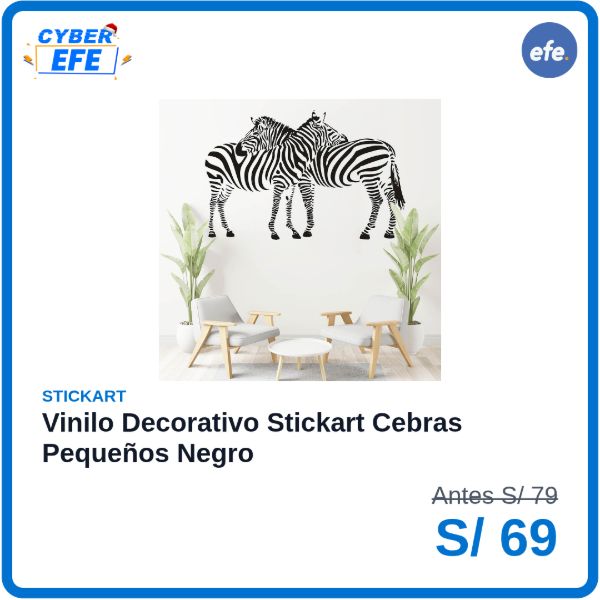 CYBER
EFE
efe.
STICKART
Vinilo Decorativo Stickart Cebras
Pequeños Negro
Antes S/ 79
S/ 69